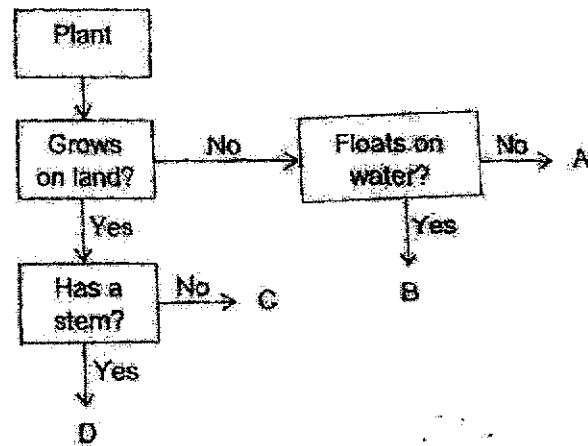 Plant
Grows
on land?
No
Floats on
water?
No
A
Yes
Yes
B
Has a
stem?
No
C
Yes
D